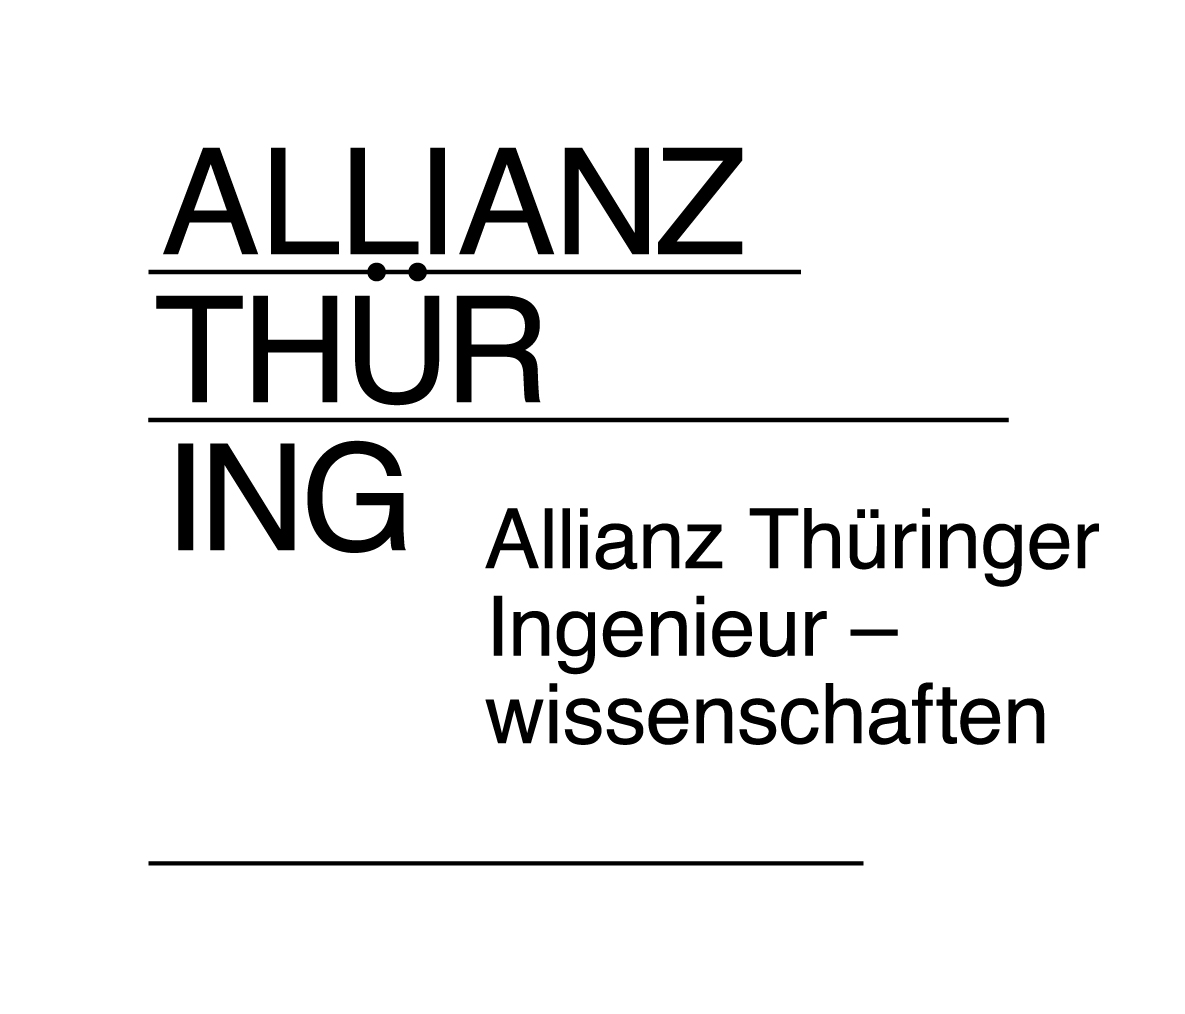 ALLIANZ
THÜR
ING
Allianz Thüringer
Ingenieur –
wissenschaften